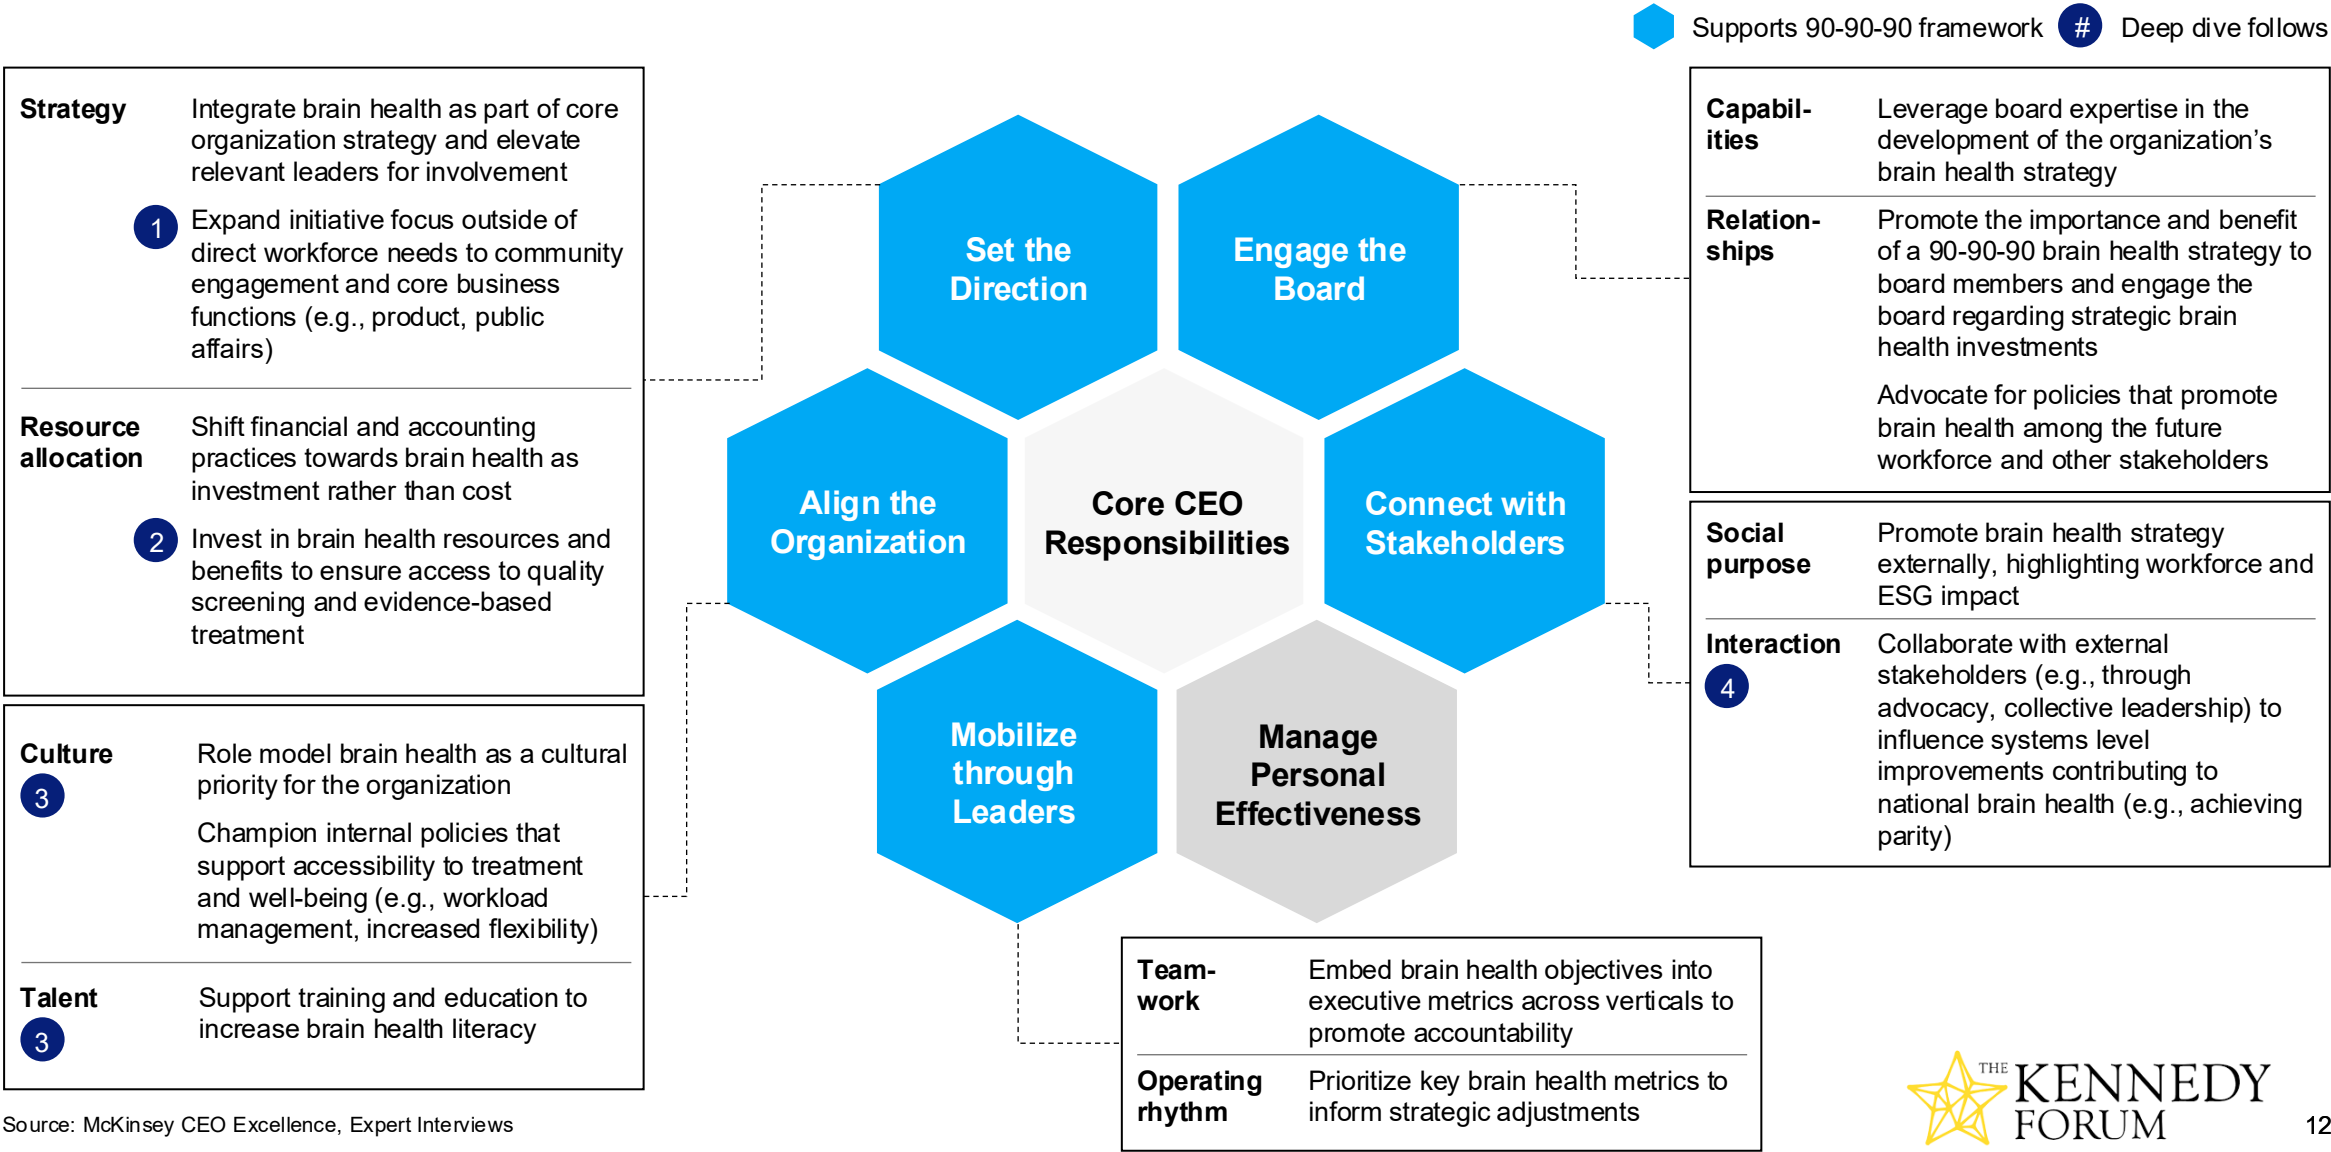 Supports 90-90-90 framework
# Deep dive follows
Strategy
Integrate brain health as part of core
organization strategy and elevate
relevant leaders for involvement
1
Expand initiative focus outside of
direct workforce needs to community
engagement and core business
functions (e.g., product, public
affairs)
Resource
allocation
Shift financial and accounting
practices towards brain health as
investment rather than cost
2
Invest in brain health resources and
benefits to ensure access to quality
screening and evidence-based
treatment
Culture
3
Role model brain health as a cultural
priority for the organization
Champion internal policies that
support accessibility to treatment
and well-being (e.g., workload
management, increased flexibility)
Talent
3
Support training and education to
increase brain health literacy
Set the
Direction
Engage the
Board
Align the
Organization
Core CEO
Responsibilities
Connect with
Stakeholders
Mobilize
through
Leaders
Manage
Personal
Effectiveness
Capabil-
ities
Leverage board expertise in the
development of the organization’s
brain health strategy
Relation-
ships
Promote the importance and benefit
of a 90-90-90 brain health strategy to
board members and engage the
board regarding strategic brain
health investments
Advocate for policies that promote
brain health among the future
workforce and other stakeholders
Social
purpose
Promote brain health strategy
externally, highlighting workforce and
ESG impact
Interaction
4
Collaborate with external
stakeholders (e.g., through
advocacy, collective leadership) to
influence systems level
improvements contributing to
national brain health (e.g., achieving
parity)
Team-
work
Embed brain health objectives into
executive metrics across verticals to
promote accountability
Operating
rhythm
Prioritize key brain health metrics to
inform strategic adjustments
Source: McKinsey CEO Excellence, Expert Interviews
THE KENNEDY
FORUM
12